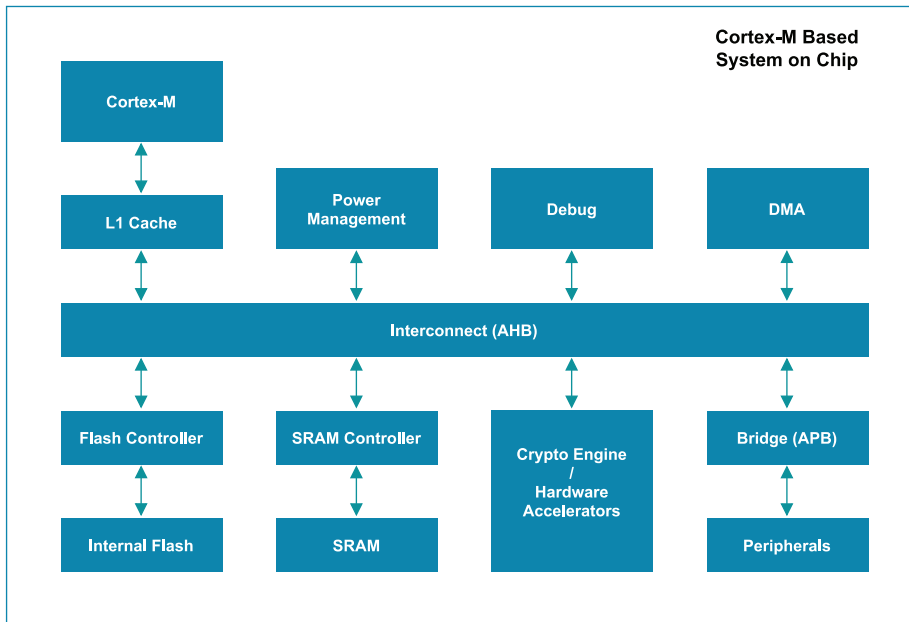 Cortex-M Based
System on Chip
Cortex-M
L1 Cache
Power
Management
Debug
DMA
Interconnect (AHB)
Flash Controller
SRAM Controller
Crypto Engine
/
Hardware
Accelerators
Bridge (APB)
Internal Flash
SRAM
Peripherals